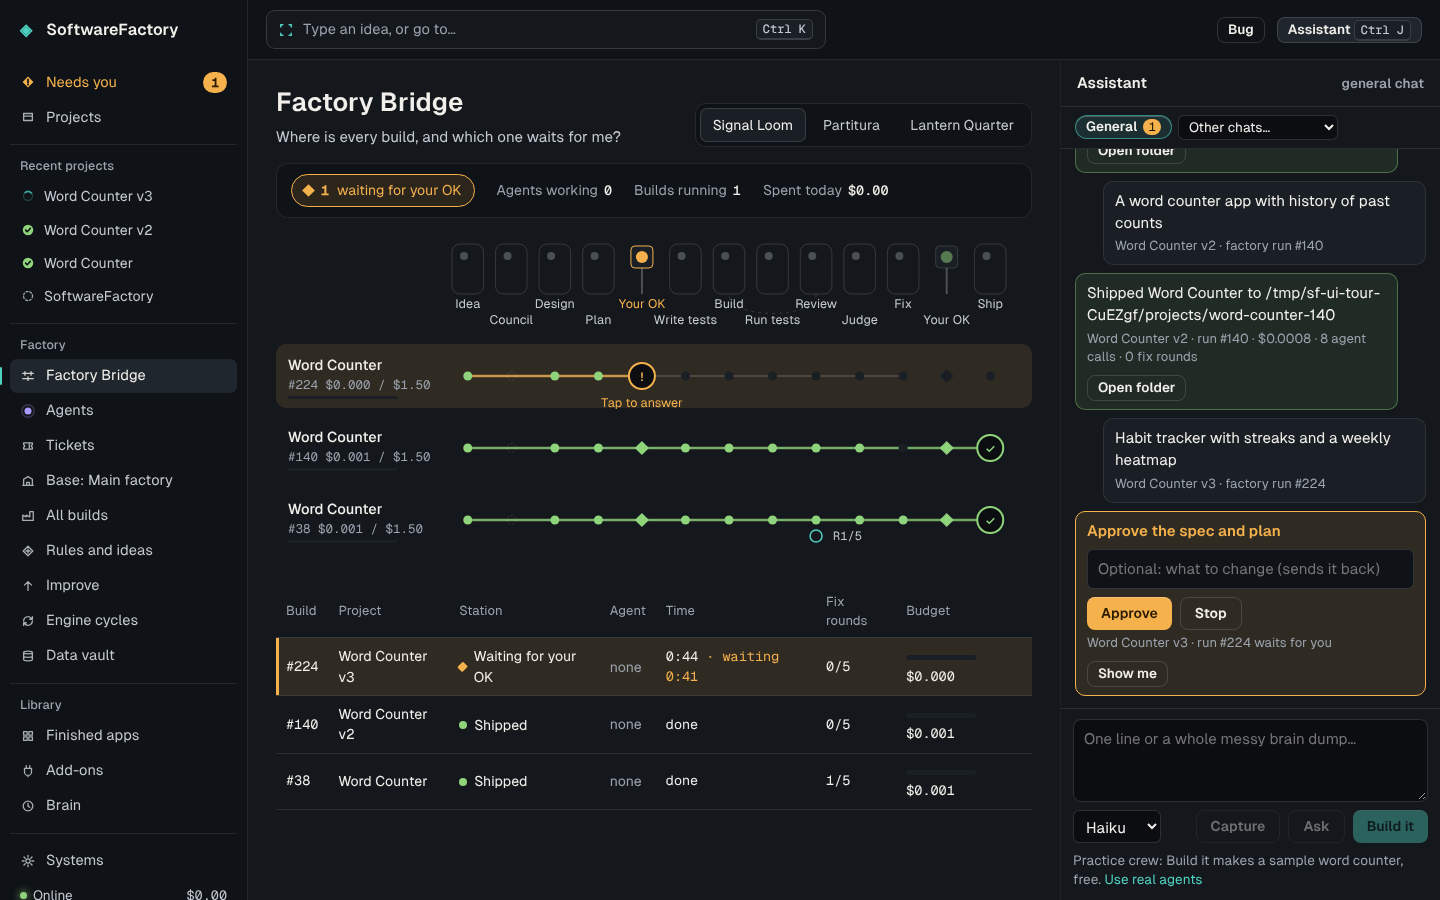 SoftwareFactory
Type an idea, or go to...
Ctrl K
Bug
Assistant Ctrl J
Needs you 1
Projects
Recent projects
Word Counter v3
Word Counter v2
Word Counter
SoftwareFactory
Factory
Factory Bridge
Agents
Tickets
Base: Main factory
All builds
Rules and ideas
Improve
Engine cycles
Data vault
Library
Finished apps
Add-ons
Brain
Systems
Online $0.00
Factory Bridge
Where is every build, and which one waits for me?
Signal Loom Partitura Lantern Quarter
1 waiting for your OK Agents working 0 Builds running 1 Spent today $0.00
Idea Design Your OK Build Review Fix Ship
Council Plan Write tests Run tests Judge Your OK
Word Counter
#224 $0.000 / $1.50
!
Tap to answer
Word Counter
#140 $0.001 / $1.50
Word Counter
#38 $0.001 / $1.50
R1/5
Build Project Station Agent Time Fix rounds Budget
#224 Word Counter v3 Waiting for your OK none 0:44 · waiting 0:41 0/5 $0.000
#140 Word Counter v2 Shipped none done 0/5 $0.001
#38 Word Counter Shipped none done 1/5 $0.001
Assistant general chat
General 1 Other chats...
Open folder
A word counter app with history of past
counts
Word Counter v2 · factory run #140
Shipped Word Counter to /tmp/sf-ui-tour-
CuEZgf/projects/word-counter-140
Word Counter v2 · run #140 · $0.0008 · 8 agent
calls · 0 fix rounds
Open folder
Habit tracker with streaks and a weekly
heatmap
Word Counter v3 · factory run #224
Approve the spec and plan
Optional: what to change (sends it back)
Approve Stop
Word Counter v3 · run #224 waits for you
Show me
One line or a whole messy brain dump...
Haiku Capture Ask Build it
Practice crew: Build it makes a sample word counter,
free. Use real agents